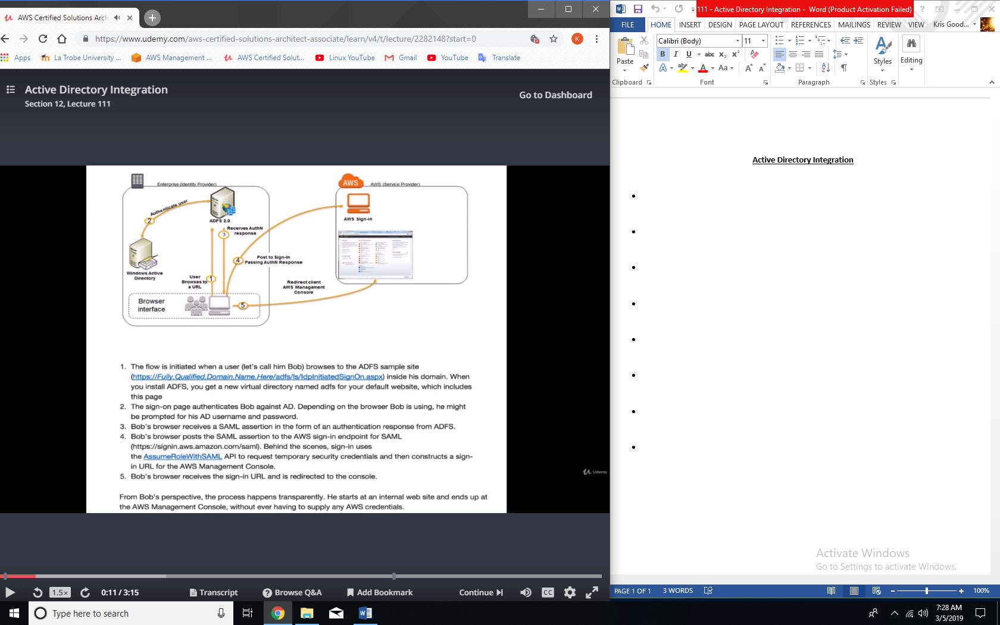 AWS Certified Solutions Arch
https://www.udemy.com/aws-certified-solutions-architect-associate/learn/v4/t/lecture/2282148?start=0
K
Apps
La Trobe University ...
AWS Management ...
AWS Certified Solut...
Linux YouTube
Gmail
YouTube
Translate
Active Directory Integration
Section 12, Lecture 111
Go to Dashboard
Enterprise (Identity Provider)
AWS
AWS (Service Provider)
Authenticate user
2
ADFS 2.0
AWS Sign-in
Receives AuthN
response
3
4
Post to Sign-In
Passing AuthN Response
Windows Active
Directory
User
Browses to
a URL
1
Redirect client
AWS Management
Console
Browser
interface
5
1. The flow is initiated when a user (let's call him Bob) browses to the ADFS sample site
(https://Fully.Qualified.Domain.Name.Here/adfs/ls/IdpInitiatedSignOn.aspx) inside his domain. When
you install ADFS, you get a new virtual directory named adfs for your default website, which includes
this page
2. The sign-on page authenticates Bob against AD. Depending on the browser Bob is using, he might
be prompted for his AD username and password.
3. Bob's browser receives a SAML assertion in the form of an authentication response from ADFS.
4. Bob's browser posts the SAML assertion to the AWS sign-in endpoint for SAML
(https://signin.aws.amazon.com/saml). Behind the scenes, sign-in uses
the AssumeRoleWithSAML API to request temporary security credentials and then constructs a sign-
in URL for the AWS Management Console.
5. Bob's browser receives the sign-in URL and is redirected to the console.
From Bob's perspective, the process happens transparently. He starts at an internal web site and ends up at
the AWS Management Console, without ever having to supply any AWS credentials.
Udemy
1.5×
0:11 / 3:15
Transcript
Browse Q&A
Add Bookmark
Continue
CC
111 - Active Directory Integration - Word (Product Activation Failed)
FILE
HOME
INSERT
DESIGN
PAGE LAYOUT
REFERENCES
MAILINGS
REVIEW
VIEW
Kris Good...
Paste
Calibri (Body)
11
B I U abc x₂ x²
A ab A Aa A A
Styles
Editing
Clipboard
Font
Paragraph
Styles
Active Directory Integration
Activate Windows
Go to Settings to activate Windows.
PAGE 1 OF 1
3 WORDS
100%
Type here to search
7:28 AM
3/5/2019